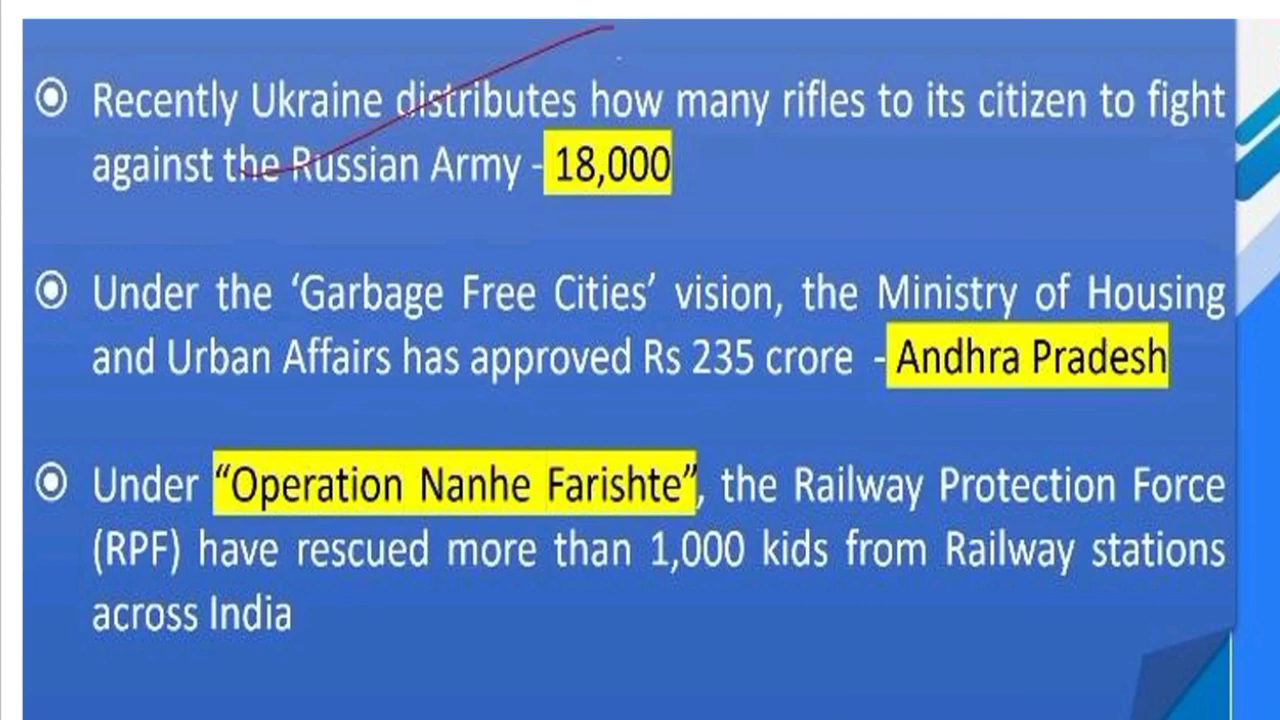 Recently Ukraine distributes how many rifles to its citizen to fight
against the Russian Army - 18,000
Under the ‘Garbage Free Cities’ vision, the Ministry of Housing
and Urban Affairs has approved Rs 235 crore - Andhra Pradesh
Under “Operation Nanhe Farishte”, the Railway Protection Force
(RPF) have rescued more than 1,000 kids from Railway stations
across India